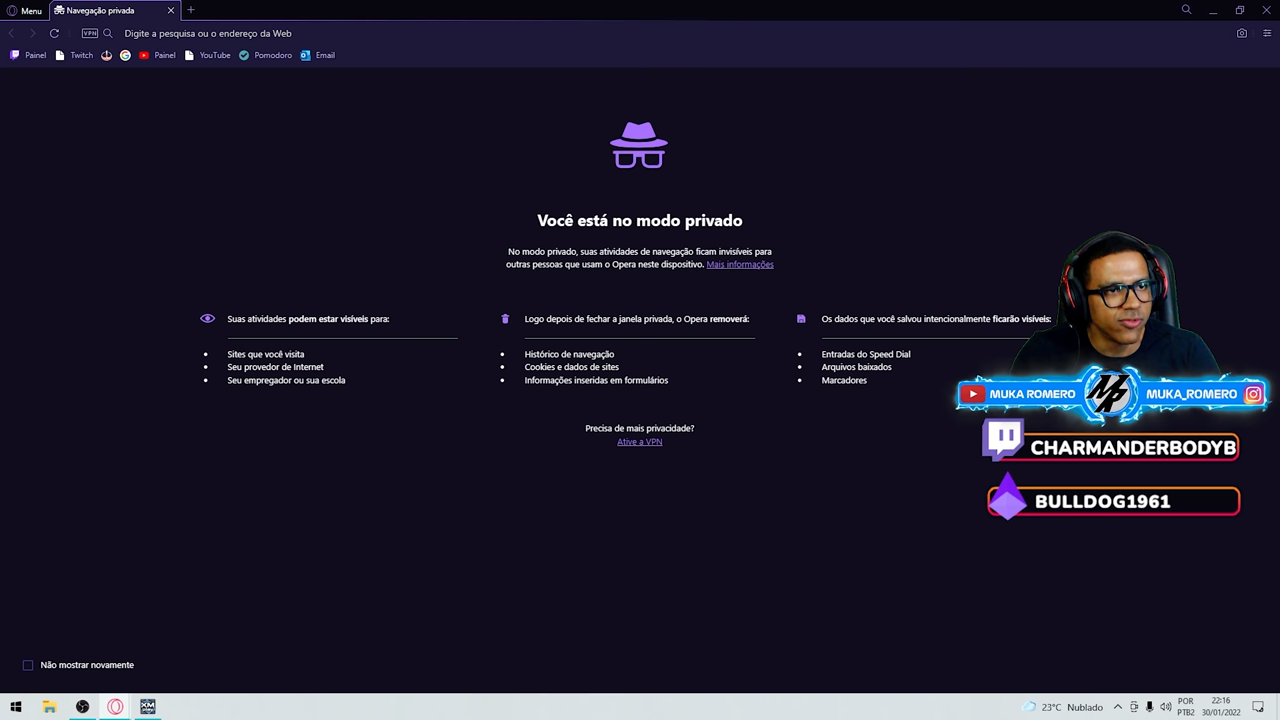 Menu
Navegação privada
VPN
Digite a pesquisa ou o endereço da Web
Painel
Twitch
Painel
YouTube
Pomodoro
Email
Você está no modo privado
No modo privado, suas atividades de navegação ficam invisíveis para
outras pessoas que usam o Opera neste dispositivo. Mais informações
Suas atividades podem estar visíveis para:
Sites que você visita
Seu provedor de Internet
Seu empregador ou sua escola
Logo depois de fechar a janela privada, o Opera removerá:
Histórico de navegação
Cookies e dados de sites
Informações inseridas em formulários
Os dados que você salvou intencionalmente ficarão visíveis:
Entradas do Speed Dial
Arquivos baixados
Marcadores
Precisa de mais privacidade?
Ative a VPN
MUKA ROMERO
MUKA_ROMERO
CHARMANDERBODYB
BULLDOG1961
Não mostrar novamente
XM
23°C Nublado
POR
PTB2
22:16
30/01/2022